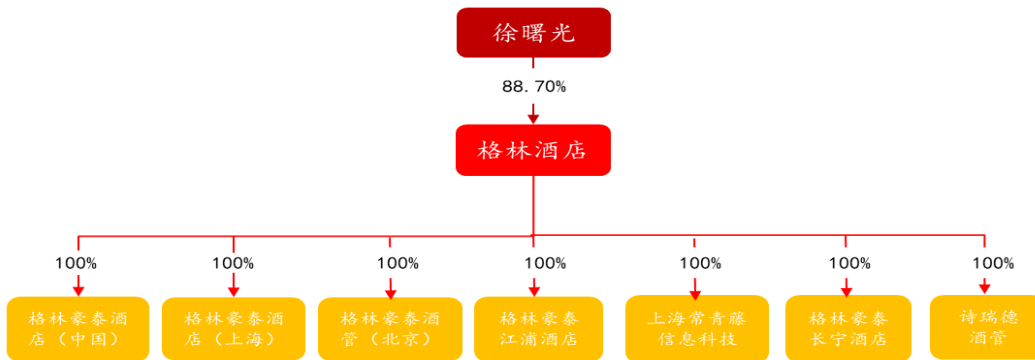 徐曙光
88.70%
格林酒店
100%
100%
100%
100%
100%
100%
100%
格林豪泰酒
店（中国）
格林豪泰酒
店（上海）
格林豪泰酒
管（北京）
格林豪泰
江浦酒店
上海常青藤
信息科技
格林豪泰
长宁酒店
诗瑞德
酒管